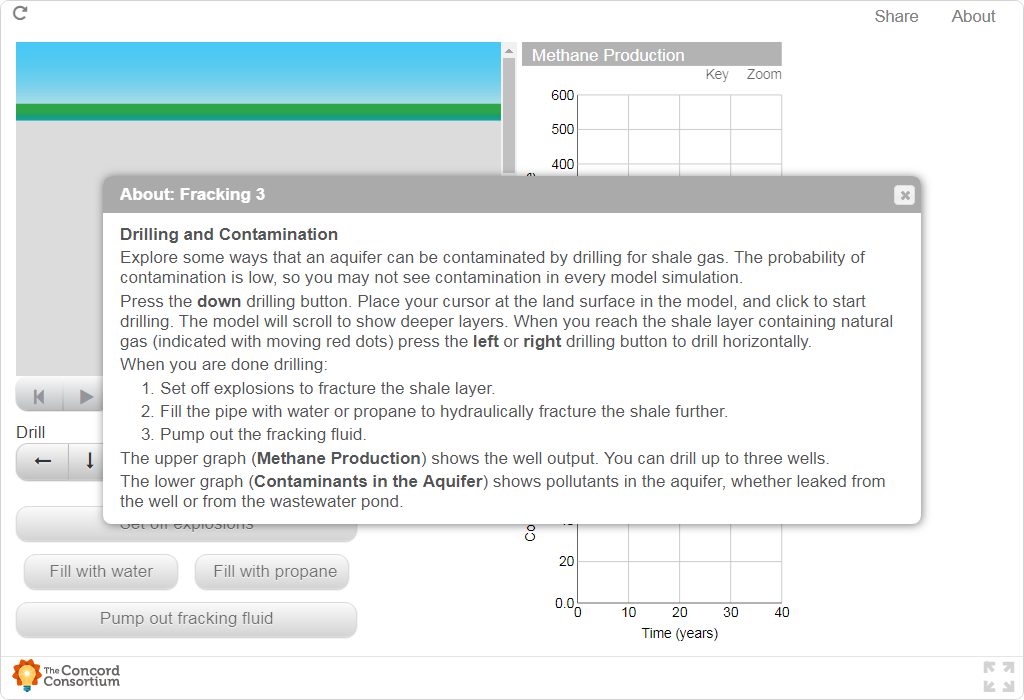 Share About
Methane Production
Key Zoom
600
500
400
About: Fracking 3
Drilling and Contamination
Explore some ways that an aquifer can be contaminated by drilling for shale gas. The probability of
contamination is low, so you may not see contamination in every model simulation.
Press the down drilling button. Place your cursor at the land surface in the model, and click to start
drilling. The model will scroll to show deeper layers. When you reach the shale layer containing natural
gas (indicated with moving red dots) press the left or right drilling button to drill horizontally.
When you are done drilling:
1. Set off explosions to fracture the shale layer.
2. Fill the pipe with water or propane to hydraulically fracture the shale further.
3. Pump out the fracking fluid.
The upper graph (Methane Production) shows the well output. You can drill up to three wells.
The lower graph (Contaminants in the Aquifer) shows pollutants in the aquifer, whether leaked from
the well or from the wastewater pond.
Drill
Set off explosions
Fill with water Fill with propane
Pump out fracking fluid
Co
20
0.0
0 10 20 30 40
Time (years)
The Concord
Consortium